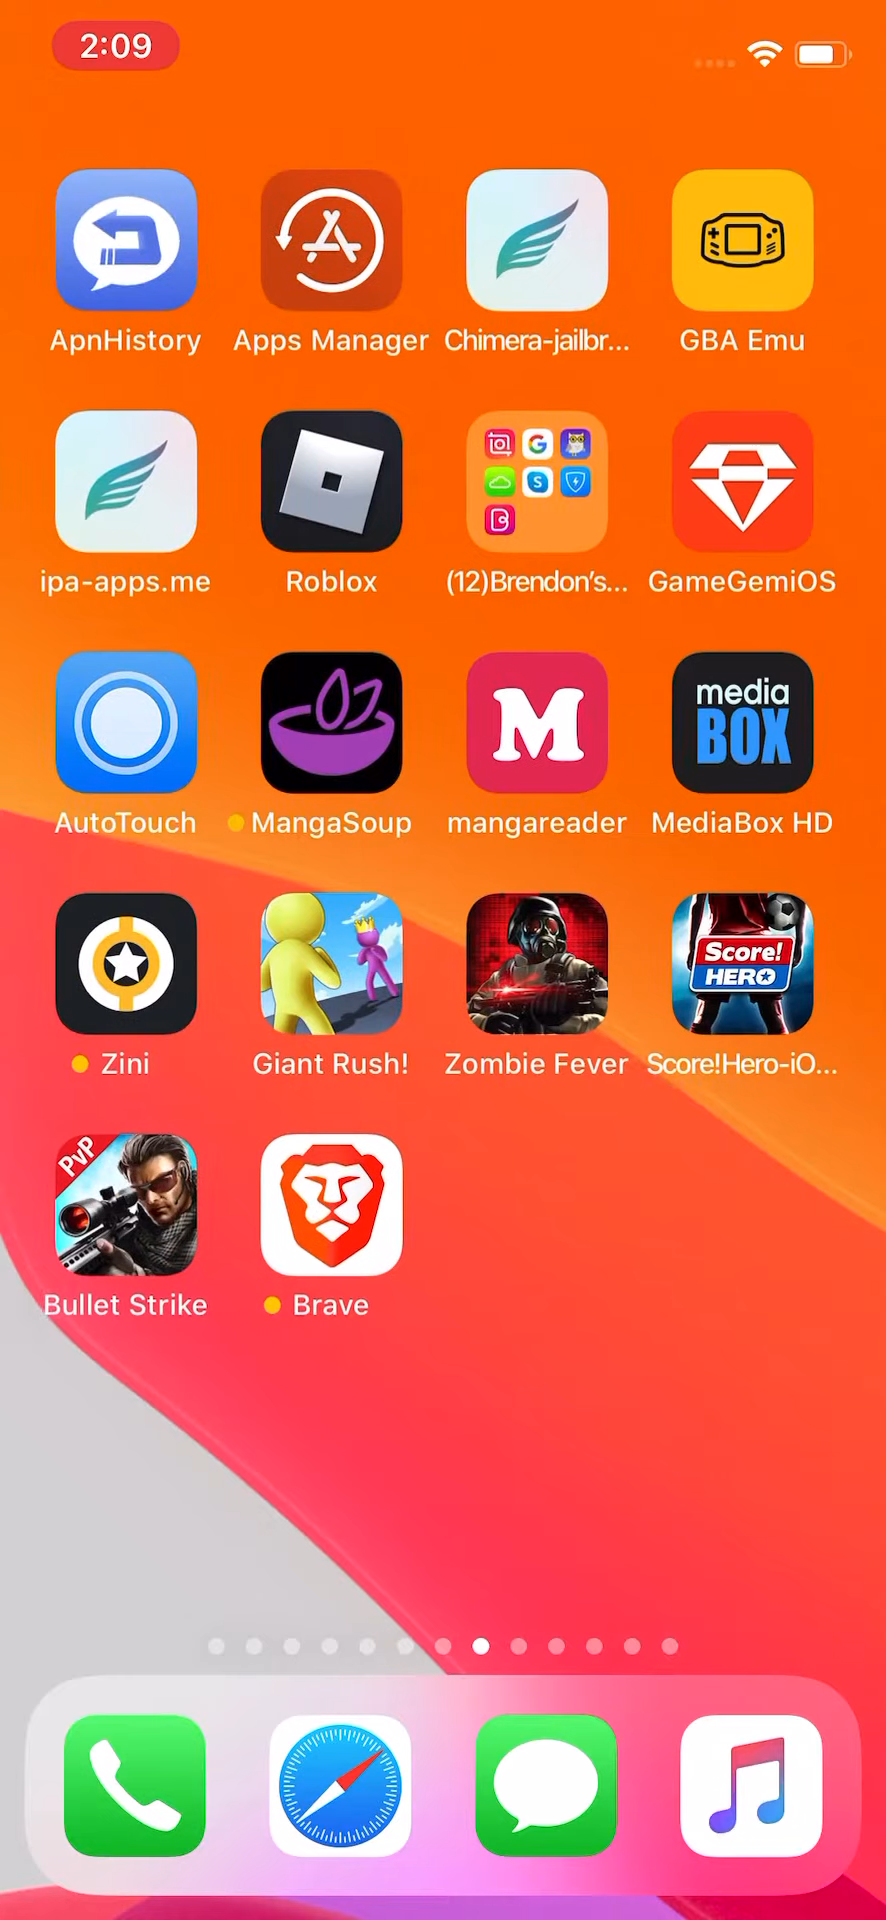 2:09
ApnHistory
Apps Manager
Chimera-jailbr...
GBA Emu
ipa-apps.me
Roblox
(12)Brendon's...
GameGemiOS
media
BOX
AutoTouch
MangaSoup
mangareader
MediaBox HD
Score!
HERO
Zini
Giant Rush!
Zombie Fever
Score!Hero-iO...
PvP
Bullet Strike
Brave